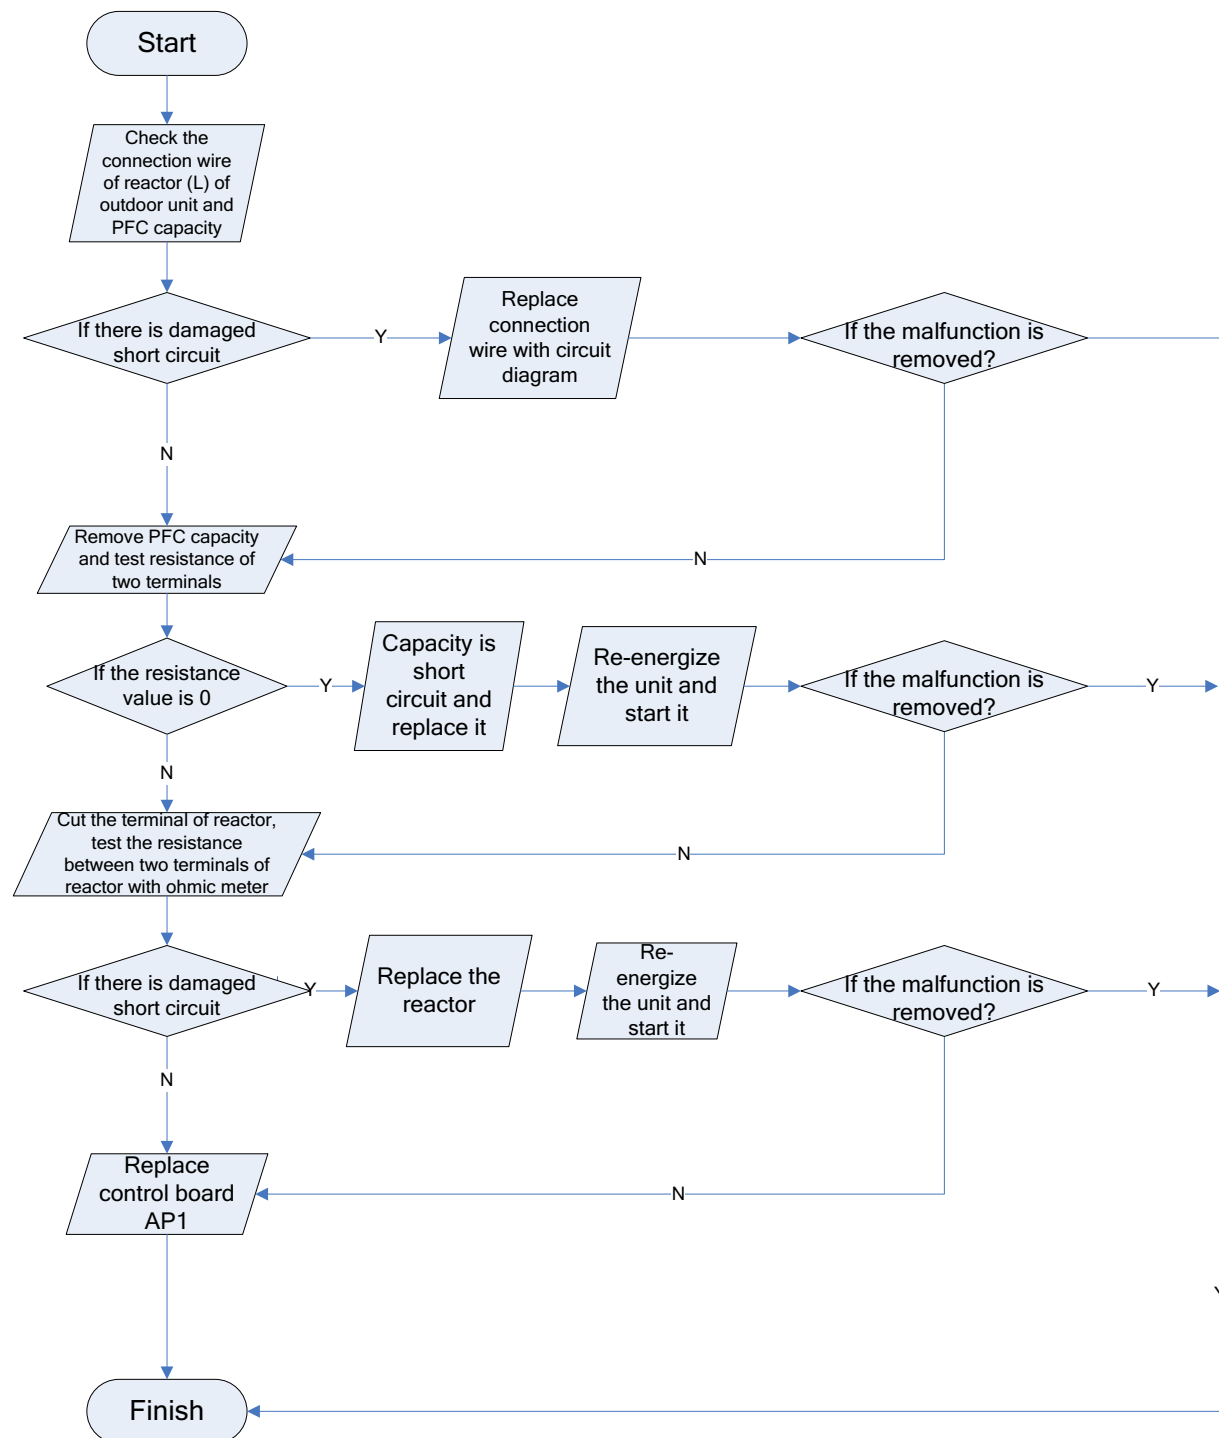 Start
Check the
connection wire
of reactor (L) of
outdoor unit and
PFC capacity
If there is damaged
short circuit
Y
Replace
connection
wire with circuit
diagram
If the malfunction is
removed?
N
Remove PFC capacity
and test resistance of
two terminals
N
If the resistance
value is 0
Y
Capacity is
short
circuit and
replace it
Re-energize
the unit and
start it
If the malfunction is
removed?
Y
N
Cut the terminal of reactor,
test the resistance
between two terminals of
reactor with ohmic meter
N
If there is damaged
short circuit
Y
Replace the
reactor
Re-
energize
the unit and
start it
If the malfunction is
removed?
Y
N
Replace
control board
AP1
N
Y
Finish